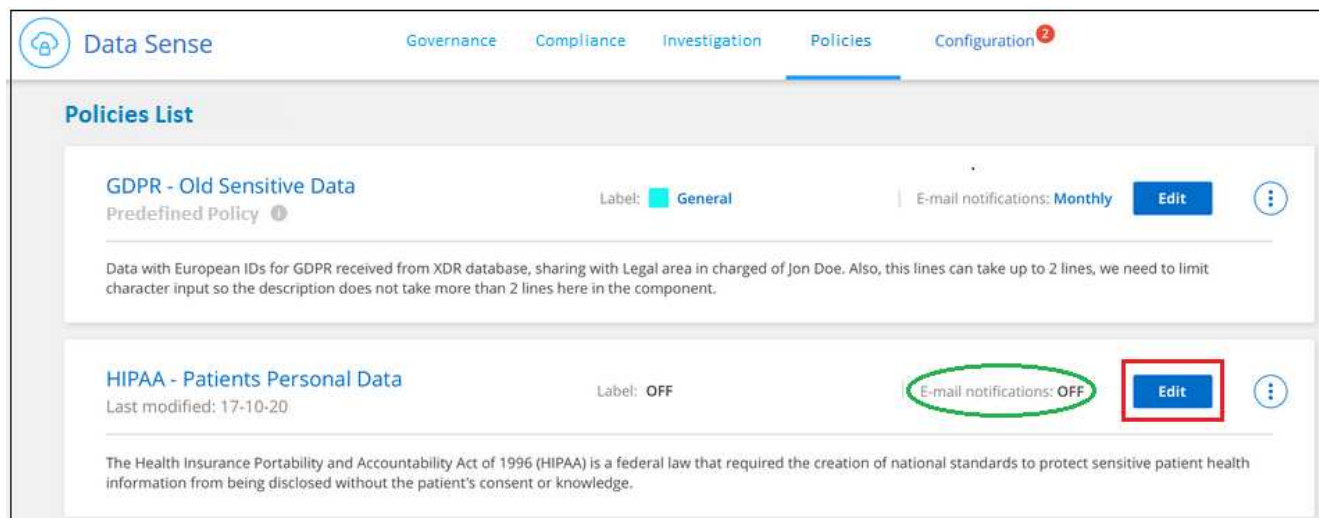 Data Sense Governance Compliance Investigation Policies Configuration 2
Policies List
GDPR - Old Sensitive Data
Label: General E-mail notifications: Monthly Edit
Predefined Policy
Data with European IDs for GDPR received from XDR database, sharing with Legal area in charged of Jon Doe. Also, this lines can take up to 2 lines, we need to limit
character input so the description does not take more than 2 lines here in the component.
HIPAA - Patients Personal Data
Label: OFF E-mail notifications: OFF Edit
Last modified: 17-10-20
The Health Insurance Portability and Accountability Act of 1996 (HIPAA) is a federal law that required the creation of national standards to protect sensitive patient health
information from being disclosed without the patient's consent or knowledge.